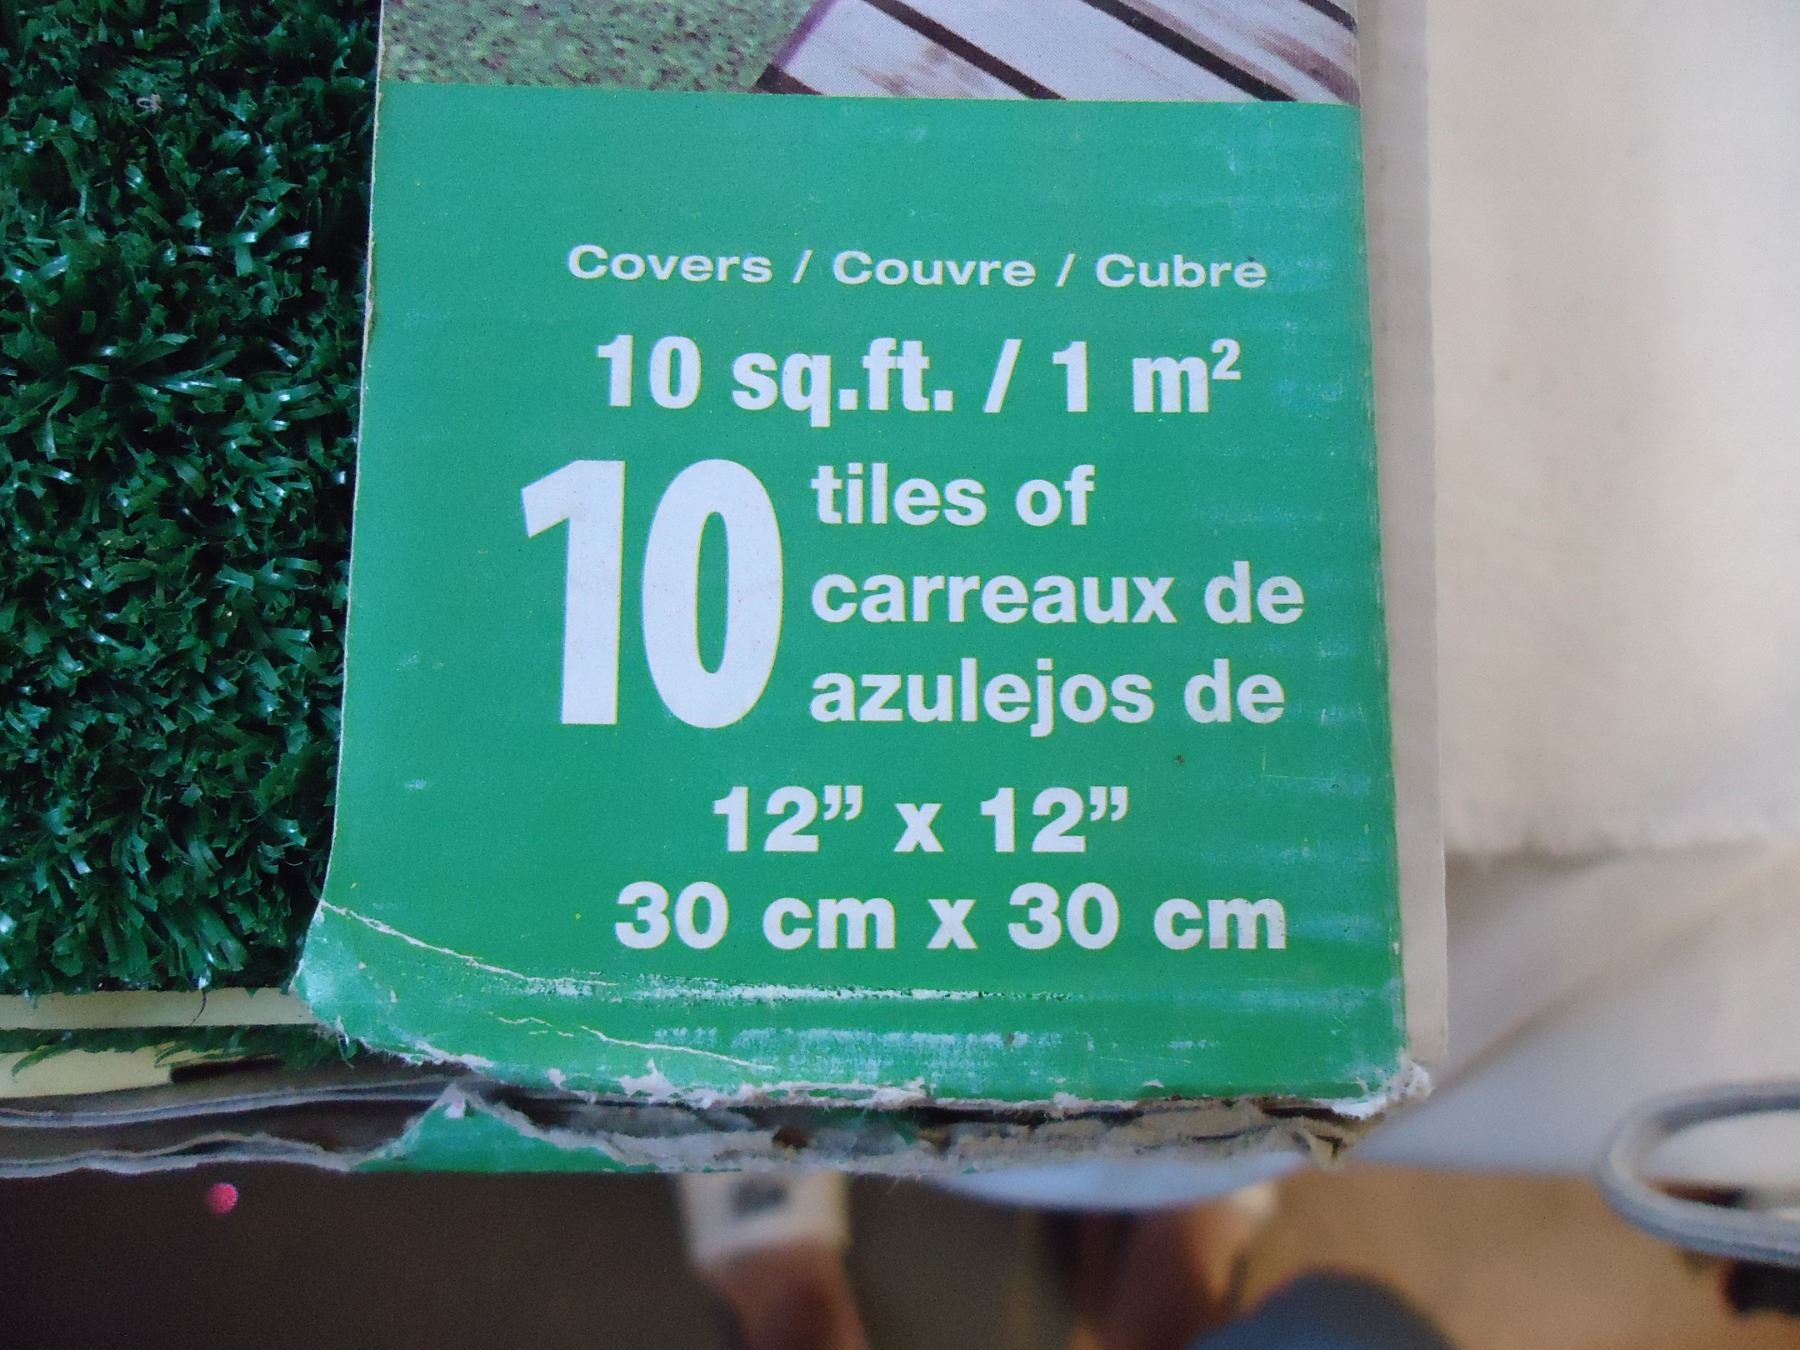 Covers / Couvre / Cubre
10 sq.ft. / 1 m²
10
tiles of
carreaux de
azulejos de
12” x 12”
30 cm x 30 cm